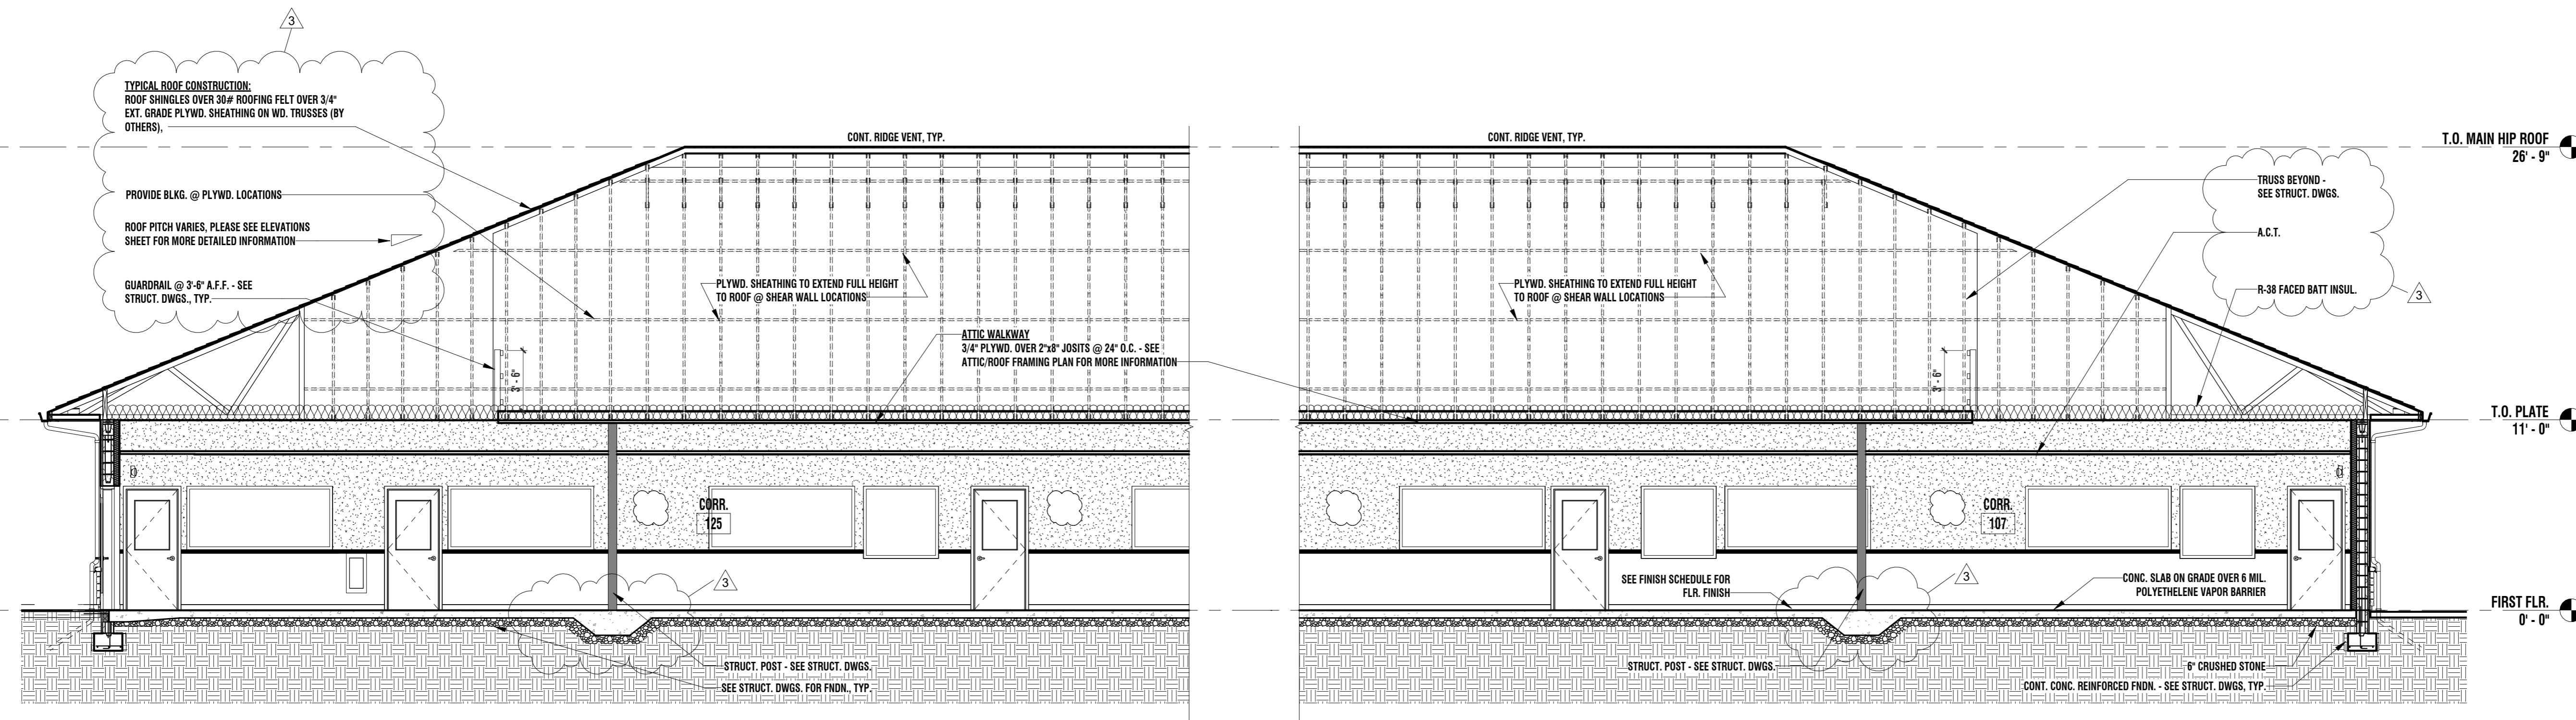 3
TYPICAL ROOF CONSTRUCTION:
ROOF SHINGLES OVER 30# ROOFING FELT OVER 3/4"
EXT. GRADE PLYWD. SHEATHING ON WD. TRUSSES (BY
OTHERS),
PROVIDE BLKG. @ PLYWD. LOCATIONS
ROOF PITCH VARIES, PLEASE SEE ELEVATIONS
SHEET FOR MORE DETAILED INFORMATION
GUARDRAIL @ 3'-6" A.F.F. - SEE
STRUCT. DWGS., TYP.
CONT. RIDGE VENT, TYP.
CONT. RIDGE VENT, TYP.
T.O. MAIN HIP ROOF
26' - 9"
TRUSS BEYOND -
SEE STRUCT. DWGS.
A.C.T.
R-38 FACED BATT INSUL.
3
PLYWD. SHEATHING TO EXTEND FULL HEIGHT
TO ROOF @ SHEAR WALL LOCATIONS
PLYWD. SHEATHING TO EXTEND FULL HEIGHT
TO ROOF @ SHEAR WALL LOCATIONS
ATTIC WALKWAY
3/4" PLYWD. OVER 2"x8" JOSITS @ 24" O.C. - SEE
ATTIC/ROOF FRAMING PLAN FOR MORE INFORMATION
3' - 6"
3' - 6"
T.O. PLATE
11' - 0"
CORR.
125
CORR.
107
3
3
SEE FINISH SCHEDULE FOR
FLR. FINISH
CONC. SLAB ON GRADE OVER 6 MIL.
POLYETHELENE VAPOR BARRIER
FIRST FLR.
0' - 0"
STRUCT. POST - SEE STRUCT. DWGS.
SEE STRUCT. DWGS. FOR FNDN., TYP.
STRUCT. POST - SEE STRUCT. DWGS.
6" CRUSHED STONE
CONT. CONC. REINFORCED FNDN. - SEE STRUCT. DWGS, TYP.